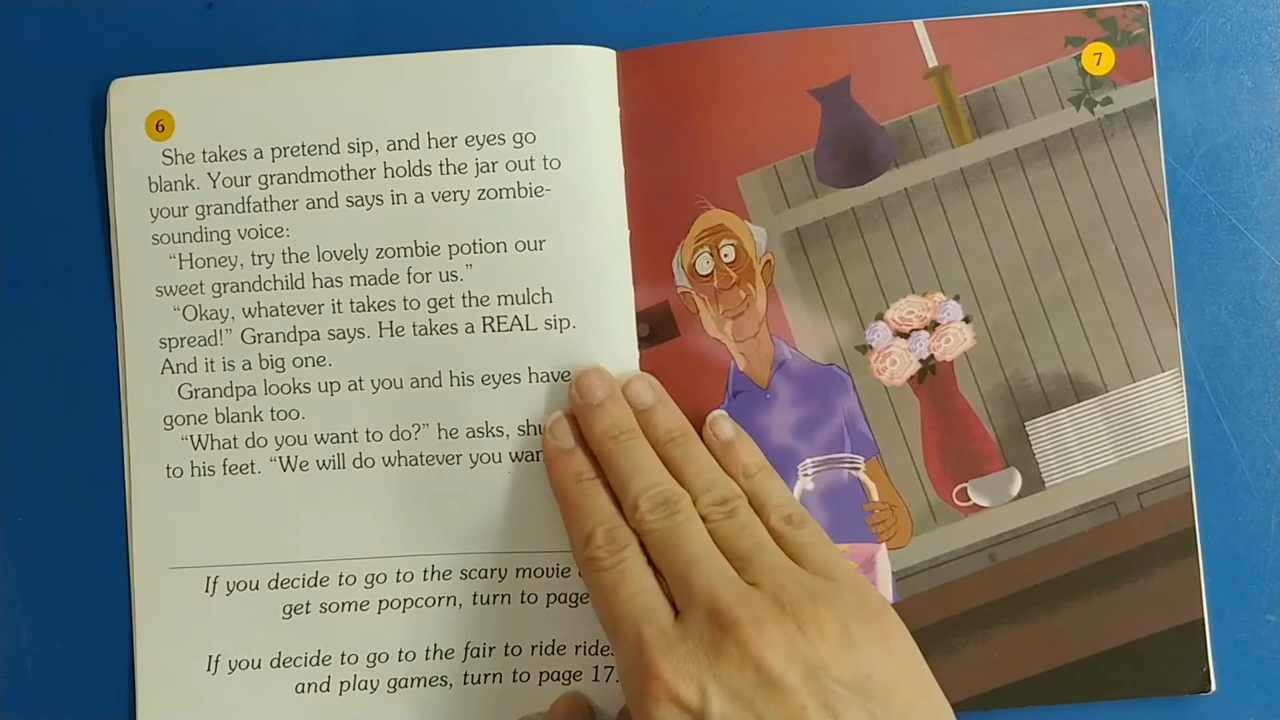 6
She takes a pretend sip, and her eyes go
blank. Your grandmother holds the jar out to
your grandfather and says in a very zombie-
sounding voice:
“Honey, try the lovely zombie potion our
sweet grandchild has made for us.”
“Okay, whatever it takes to get the mulch
spread!” Grandpa says. He takes a REAL sip.
And it is a big one.
Grandpa looks up at you and his eyes have
gone blank too.
“What do you want to do?” he asks,
to his feet. “We will do whatever you
If you decide to go to the scary movie
get some popcorn, turn to page
If you decide to go to the fair to ride rides
and play games, turn to page 17.
7